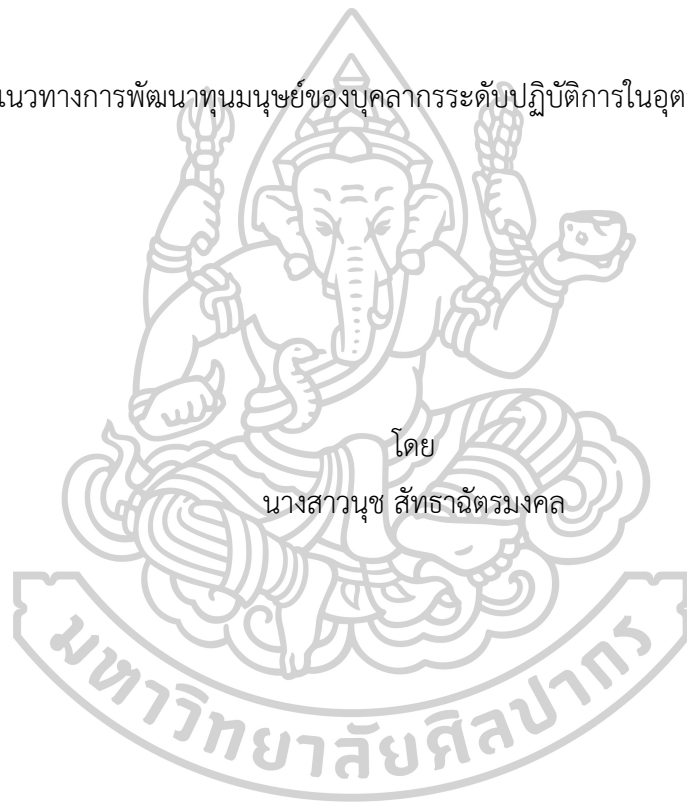 แนวทางการพัฒนาทุนมนุษย์ของบุคลากรระดับปฏิบัติการในอุต
โดย
นางสาวนุช สัทธาฉัตรมงคล
มหาวิทยาลัยศิลปากร